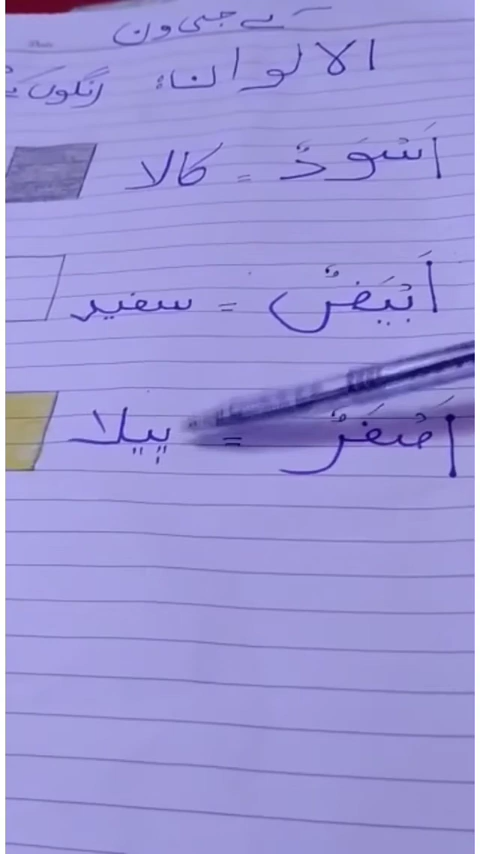 الالوان: رنگوں
اَسْوَدُ = کالا
اَبْیَضُ = سفید
اَصْفَرُ = پیلا